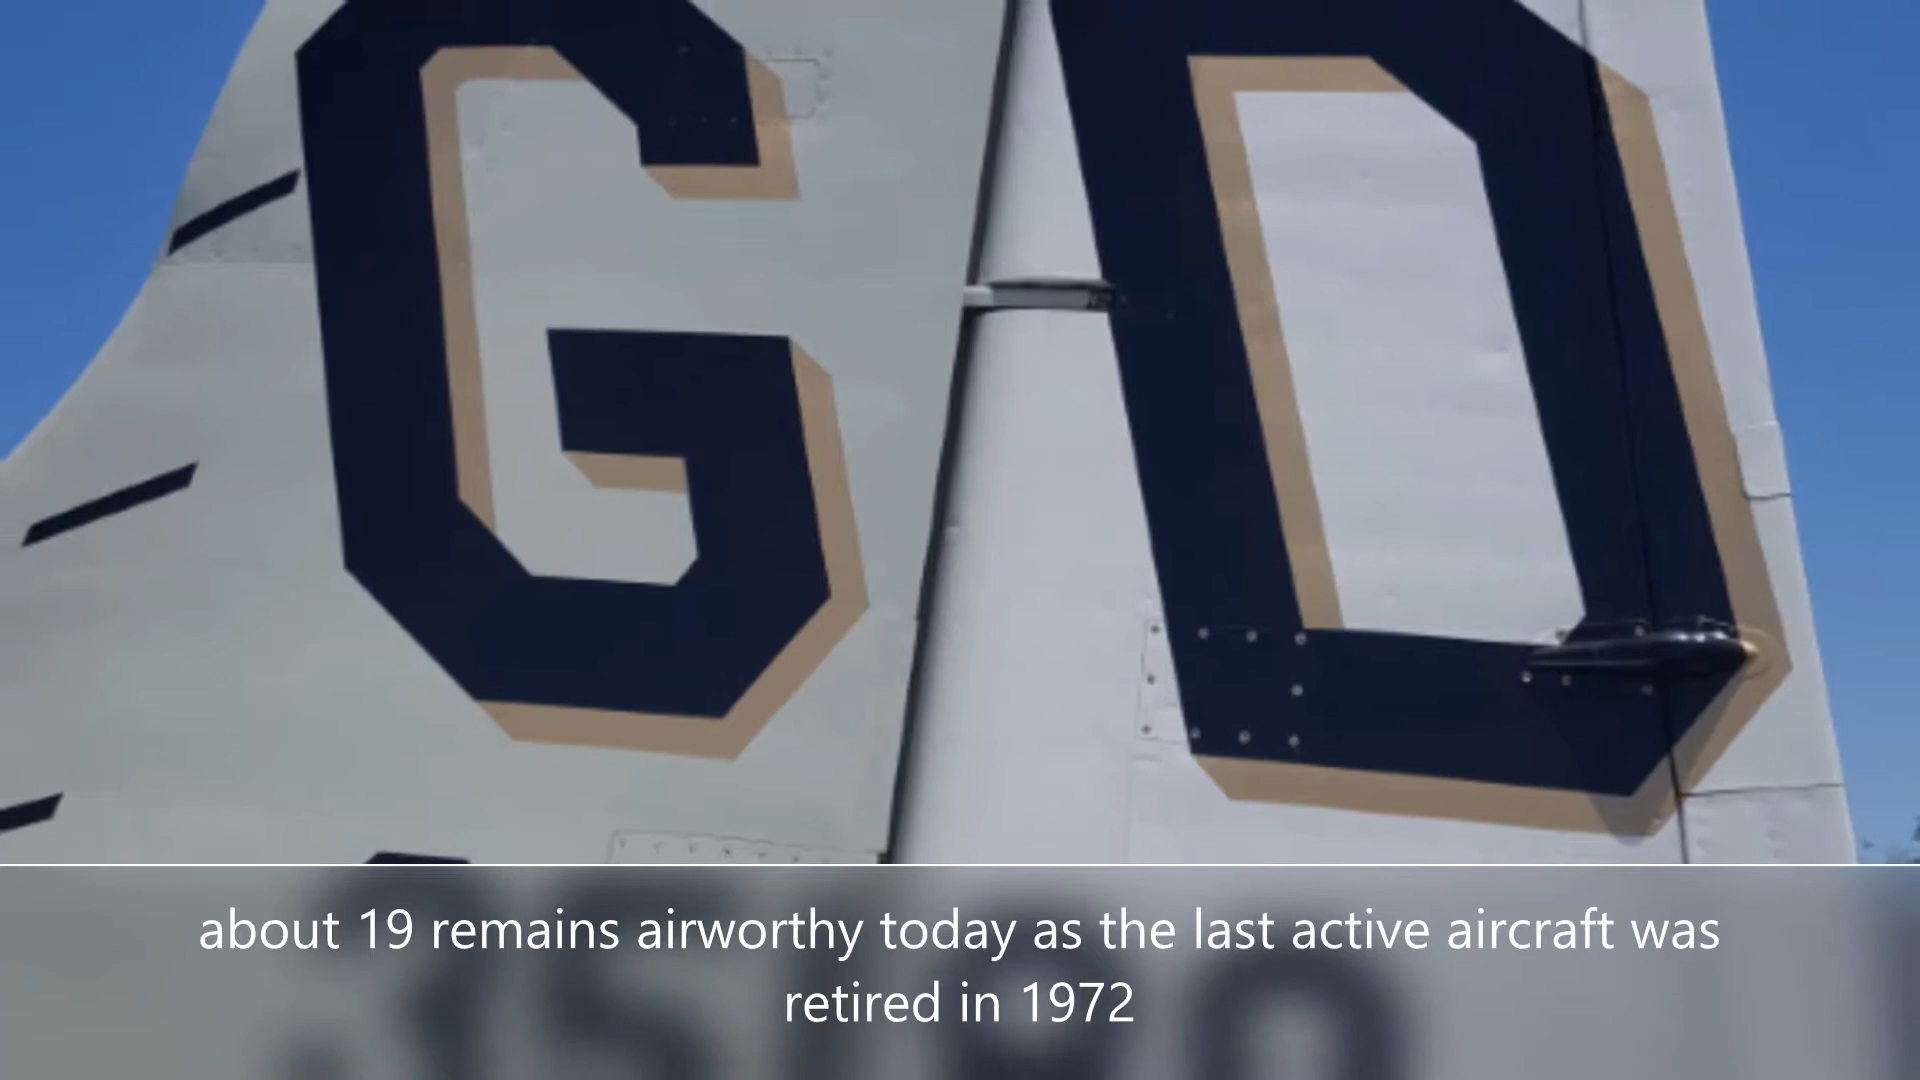 GD
about 19 remains airworthy today as the last active aircraft was
retired in 1972